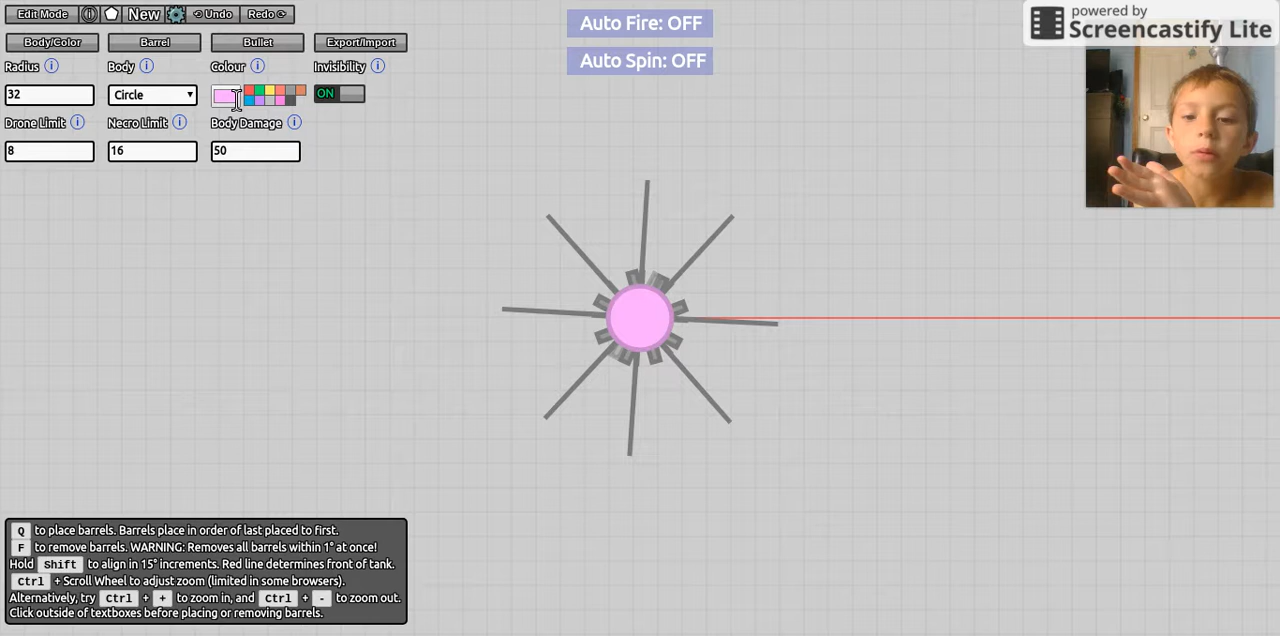 Edit Mode New Undo Redo
Body/Color Barrel Bullet Export/Import
Radius Body Colour Invisibility
32 Circle ON
Drone Limit Necro Limit Body Damage
8 16 50
Auto Fire: OFF
Auto Spin: OFF
powered by
Screencastify Lite
Q to place barrels. Barrels place in order of last placed to first.
F to remove barrels. WARNING: Removes all barrels within 1° at once!
Hold Shift to align in 15° increments. Red line determines front of tank.
Ctrl + Scroll Wheel to adjust zoom (limited in some browsers).
Alternatively, try Ctrl + + to zoom in, and Ctrl + - to zoom out.
Click outside of textboxes before placing or removing barrels.